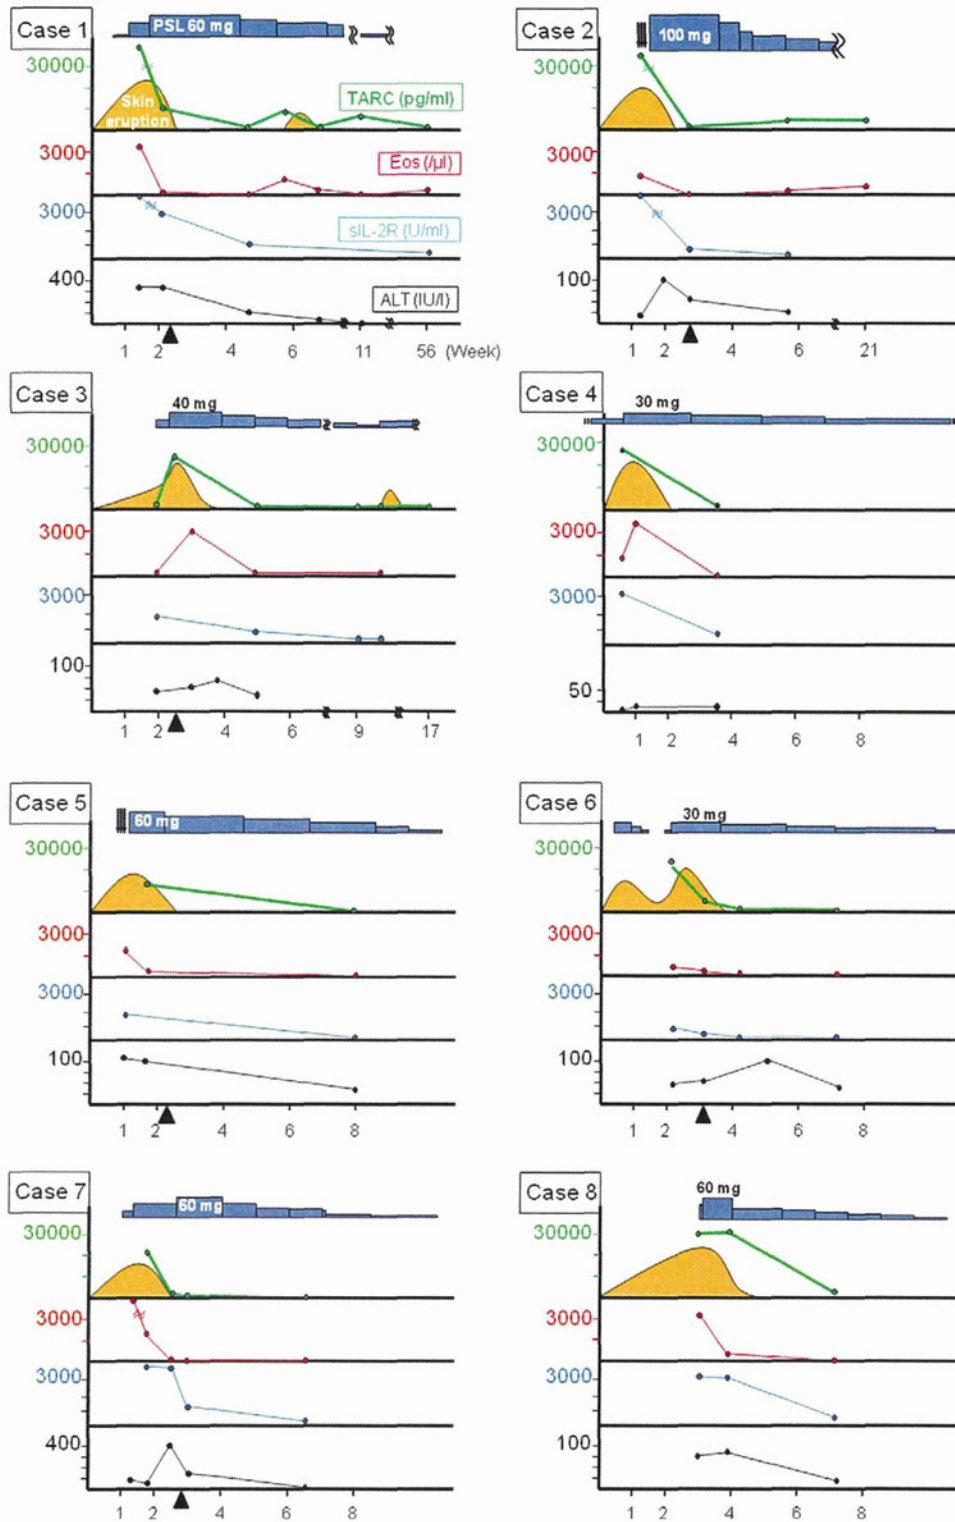 Case 1
PSL 60 mg
30000
TARC (pg/ml)
Skin
eruption
3000
Eos (/µl)
3000
sIL-2R (U/ml)
400
ALT (IU/l)
1 2 4 6 11 56 (Week)
Case 2
100 mg
30000
3000
3000
100
1 2 4 6 21
Case 3
40 mg
30000
3000
3000
100
1 2 4 9 17
Case 4
30 mg
30000
3000
3000
50
1 2 4 6 8
Case 5
60 mg
30000
3000
3000
100
1 2 4 6 8
Case 6
30 mg
30000
3000
3000
100
1 2 4 6 8
Case 7
60 mg
30000
3000
3000
400
1 2 4 6 8
Case 8
60 mg
30000
3000
3000
100
1 2 4 6 8